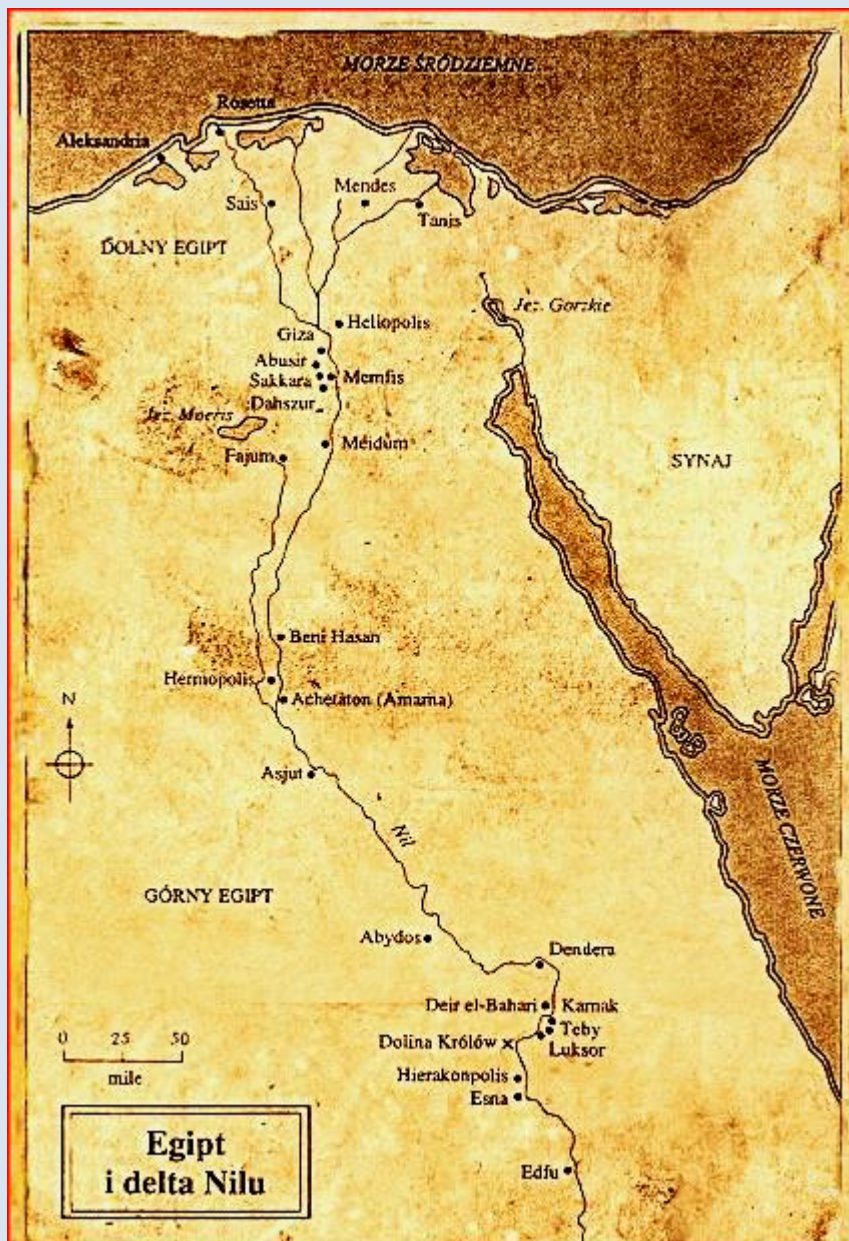 MORZE ŚRÓDZIEMNE
Rosetta
Aleksandria
Mendes
Sais
Tanis
DOLNY EGIPT
Jez. Gorzkie
Heliopolis
Giza
Abusir
Sakkara
Memfis
Dahszur
Jez. Moeris
Meidum
Fajum
SYNAJ
Beni Hasan
Hermopolis
Achetaton (Amarna)
N
Asjut
Nil
MORZE CZERWONE
GÓRNY EGIPT
Abydos
Dendera
Deir el-Bahari
Karnak
Teby
Dolina Królów
Luksor
0 25 50
mile
Hierakonpolis
Esna
Egipt
i delta Nilu
Edfu